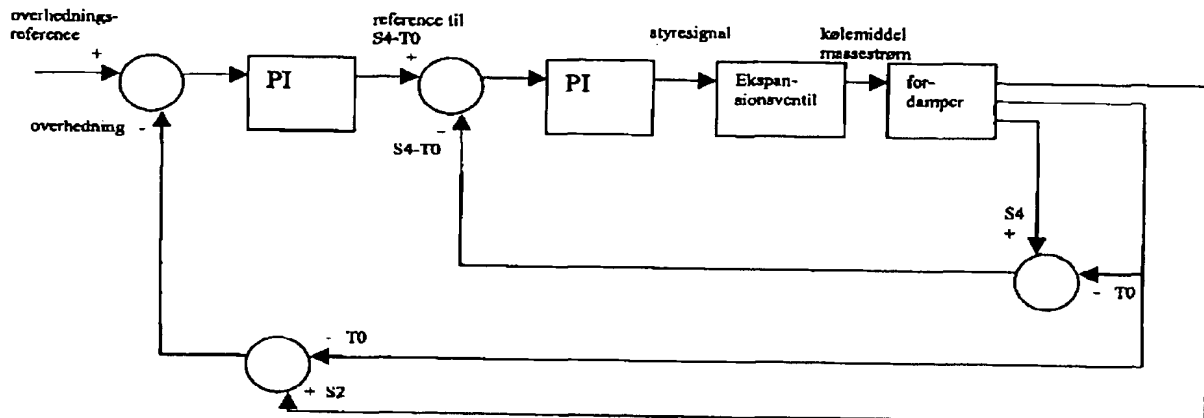 overhednings-
reference
+
overhedning
-
PI
reference til
S4-T0
+
-
S4-T0
PI
styresignal
Ekspan-
sionsventil
kølemiddel
massestrøm
for-
damper
S4
+
- T0
- T0
+ S2